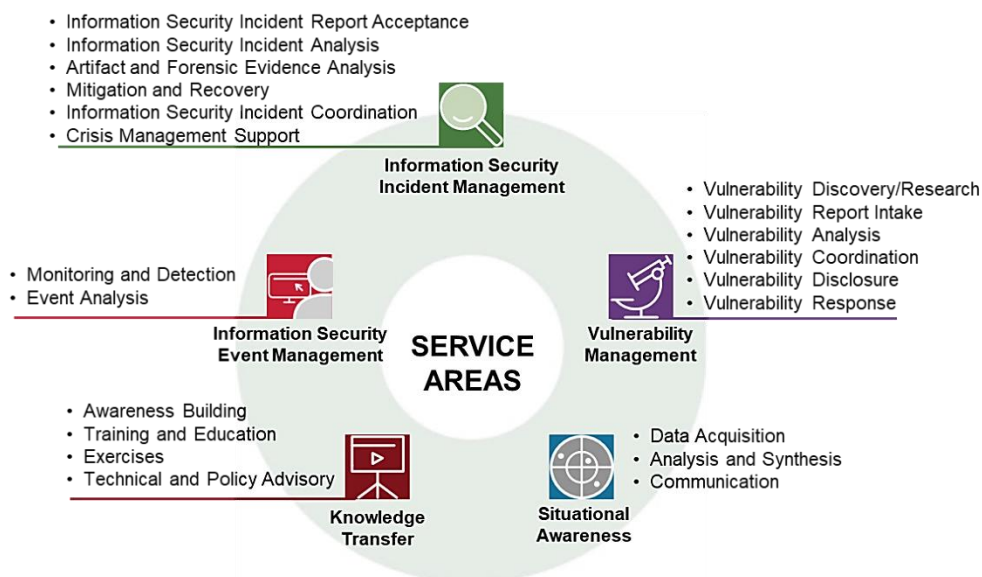 • Information Security Incident Report Acceptance
• Information Security Incident Analysis
• Artifact and Forensic Evidence Analysis
• Mitigation and Recovery
• Information Security Incident Coordination
• Crisis Management Support
Information Security
Incident Management
• Vulnerability Discovery/Research
• Vulnerability Report Intake
• Vulnerability Analysis
• Vulnerability Coordination
• Vulnerability Disclosure
• Vulnerability Response
Vulnerability
Management
• Monitoring and Detection
• Event Analysis
Information Security
Event Management
SERVICE
AREAS
• Awareness Building
• Training and Education
• Exercises
• Technical and Policy Advisory
Knowledge
Transfer
• Data Acquisition
• Analysis and Synthesis
• Communication
Situational
Awareness